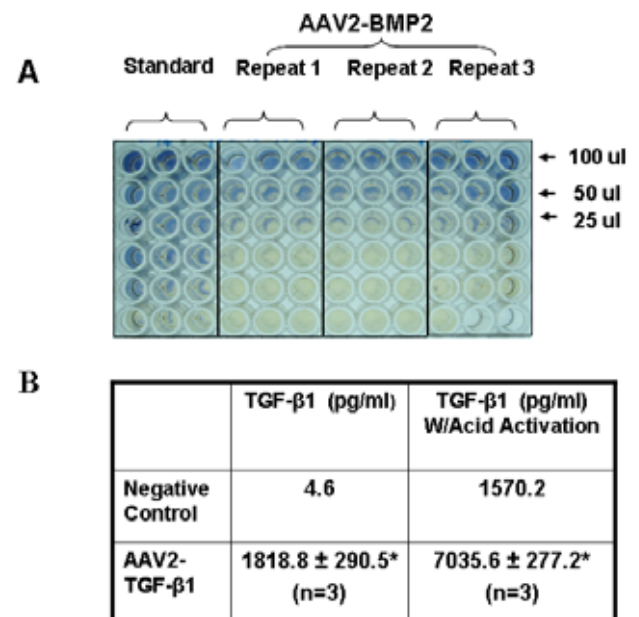 AAV2-BMP2
A
Standard Repeat 1 Repeat 2 Repeat 3
100 ul
50 ul
25 ul
B
TGF-β1 (pg/ml)
TGF-β1 (pg/ml)
W/Acid Activation
Negative
Control
4.6
1570.2
AAV2-
TGF-β1
1818.8 ± 290.5*
(n=3)
7035.6 ± 277.2*
(n=3)